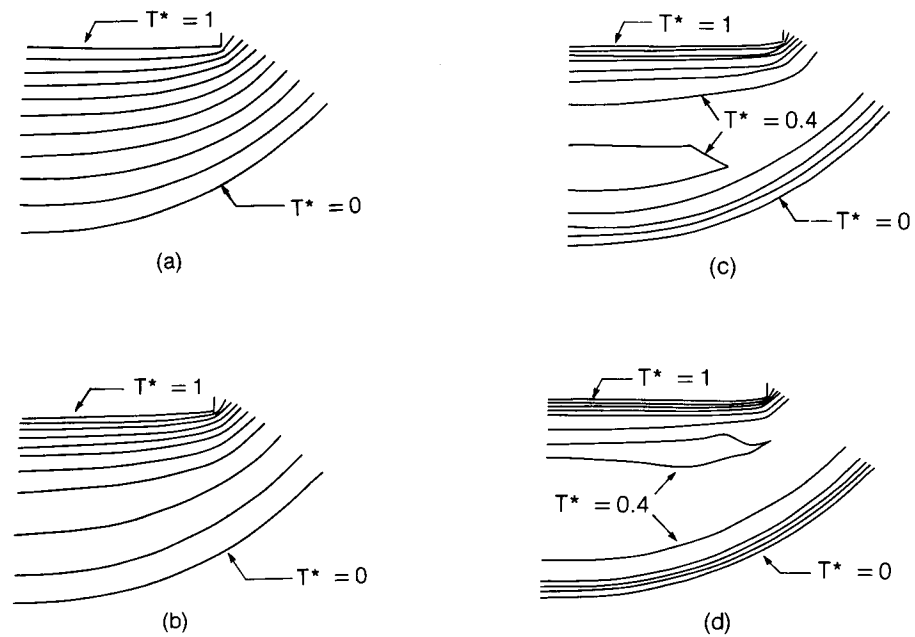 T* = 1
T* = 0
(a)
T* = 1
T* = 0.4
T* = 0
(c)
T* = 1
T* = 0
(b)
T* = 1
T* = 0.4
T* = 0
(d)